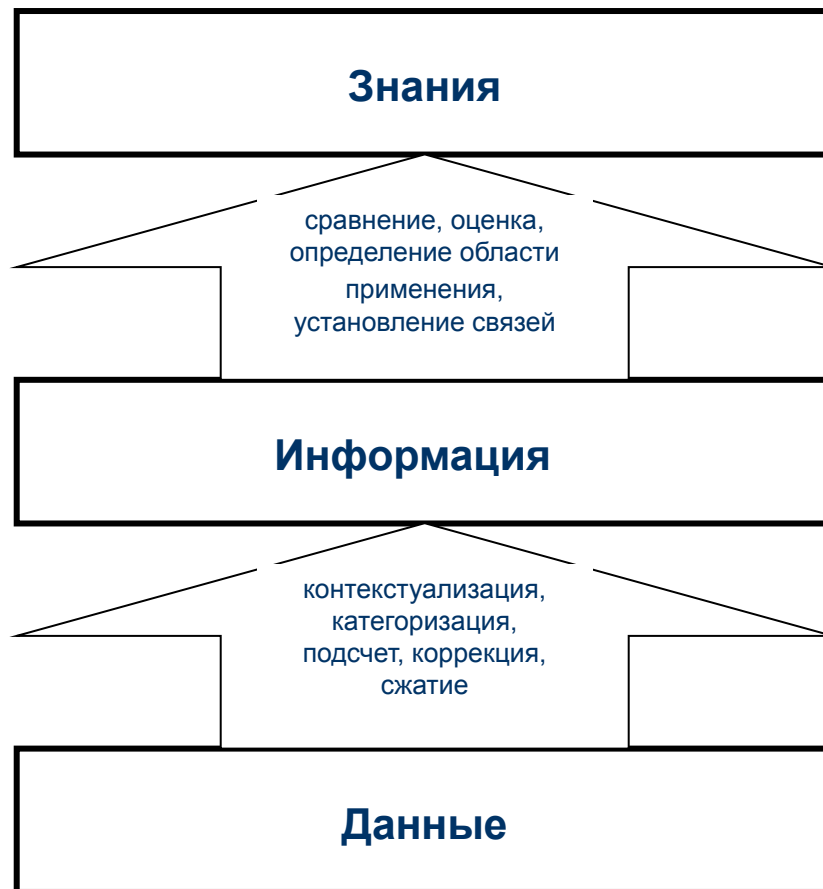 Знания
сравнение, оценка,
определение области
применения,
установление связей
Информация
контекстуализация,
категоризация,
подсчет, коррекция,
сжатие
Данные